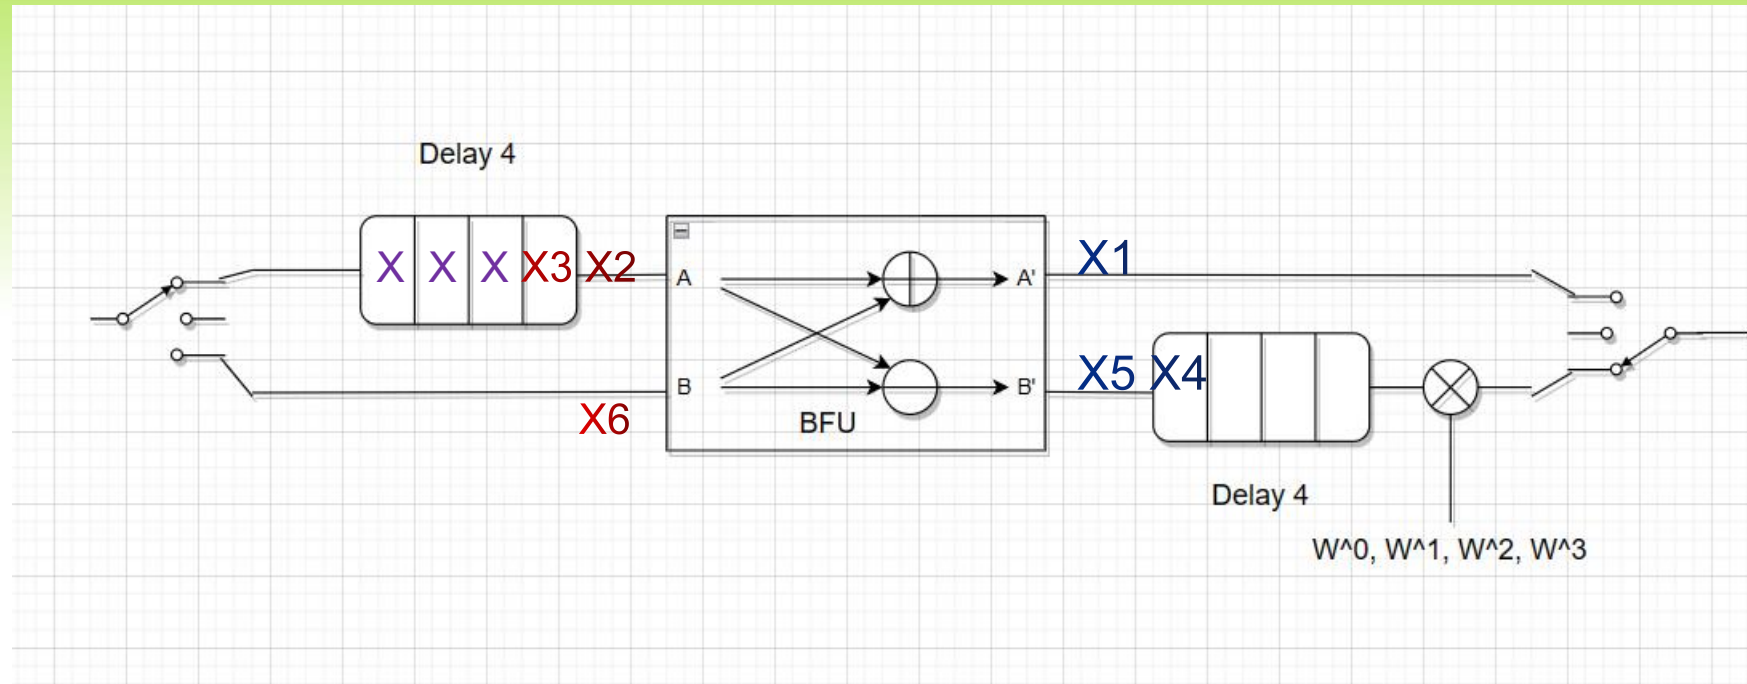 Delay 4
X X X X3 X2
A
A'
X1
B
B'
X5 X4
X6
BFU
Delay 4
W^0, W^1, W^2, W^3